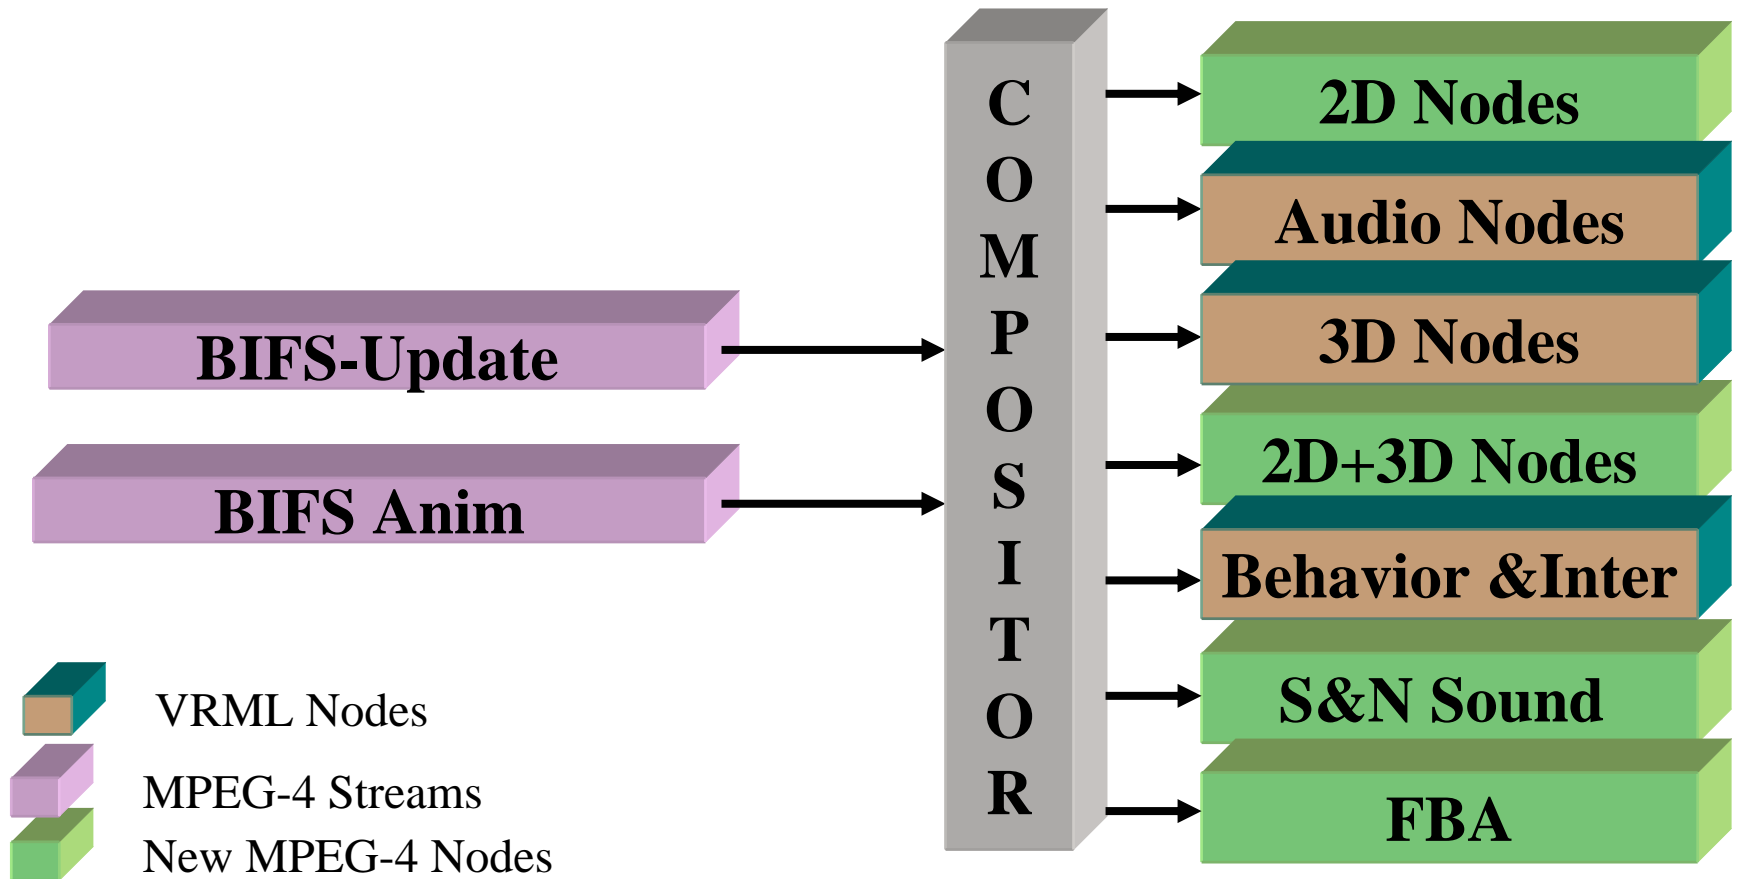 BIFS-Update
BIFS Anim
C
O
M
P
O
S
I
T
O
R
2D Nodes
Audio Nodes
3D Nodes
2D+3D Nodes
Behavior &Inter
S&N Sound
FBA
VRML Nodes
MPEG-4 Streams
New MPEG-4 Nodes